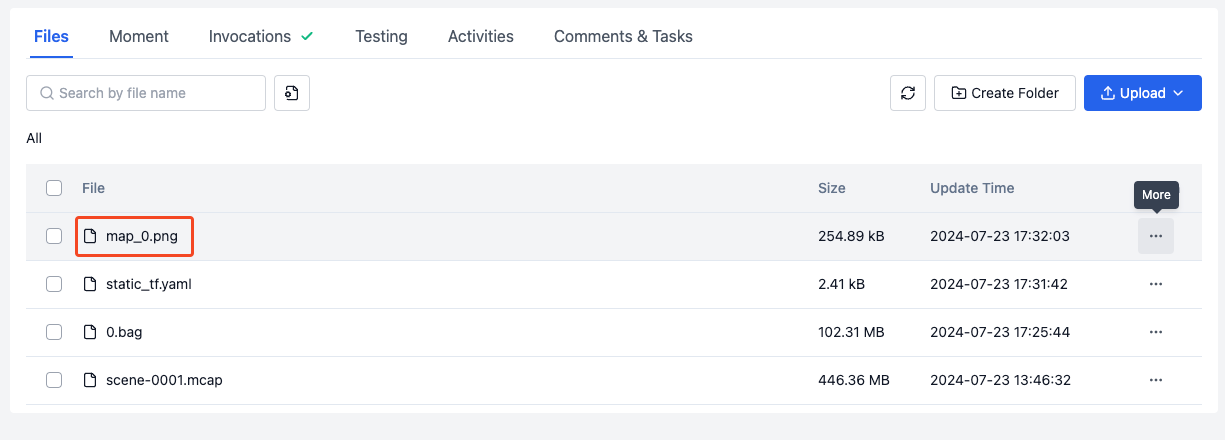 Files Moment Invocations Testing Activities Comments & Tasks
Search by file name Create Folder Upload
All
File Size Update Time
More
map_0.png 254.89 kB 2024-07-23 17:32:03
static_tf.yaml 2.41 kB 2024-07-23 17:31:42
0.bag 102.31 MB 2024-07-23 17:25:44
scene-0001.mcap 446.36 MB 2024-07-23 13:46:32